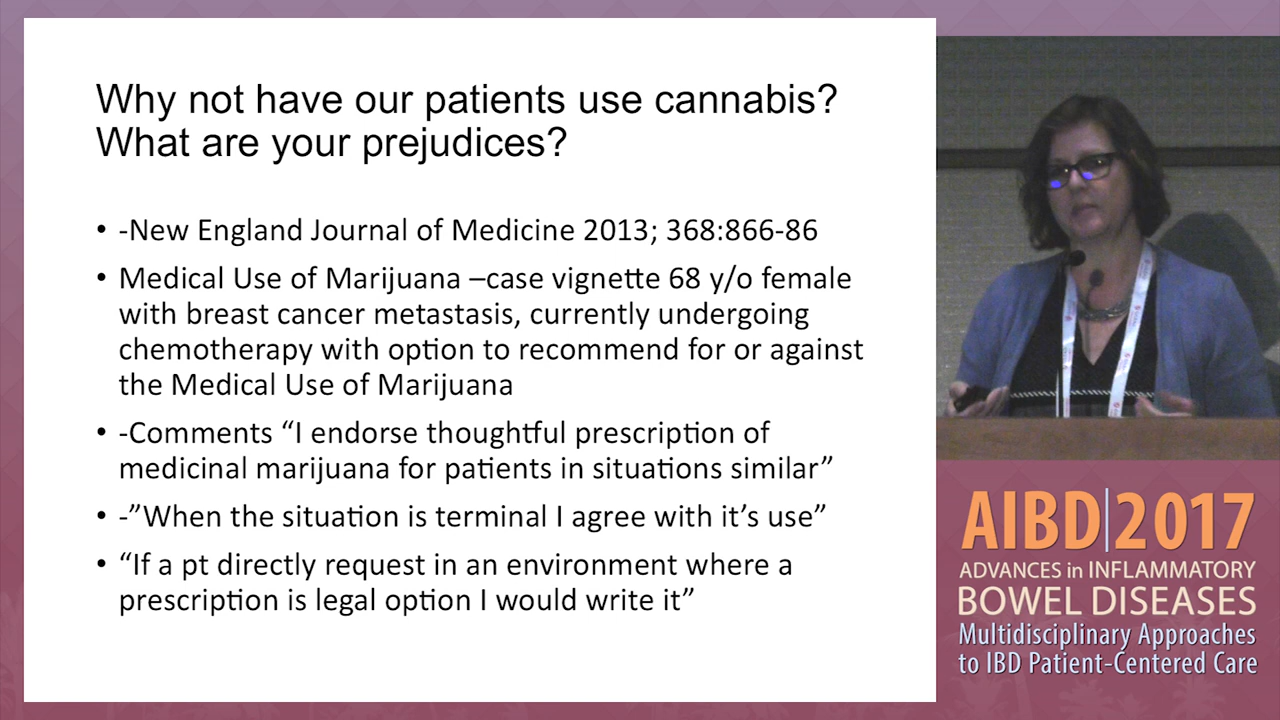 Why not have our patients use cannabis?
What are your prejudices?
• -New England Journal of Medicine 2013; 368:866-86
• Medical Use of Marijuana –case vignette 68 y/o female
with breast cancer metastasis, currently undergoing
chemotherapy with option to recommend for or against
the Medical Use of Marijuana
• -Comments “I endorse thoughtful prescription of
medicinal marijuana for patients in situations similar”
• -”When the situation is terminal I agree with it’s use”
• “If a pt directly request in an environment where a
prescription is legal option I would write it”
AIBD|2017
ADVANCES in INFLAMMATORY
BOWEL DISEASES
Multidisciplinary Approaches
to IBD Patient-Centered Care